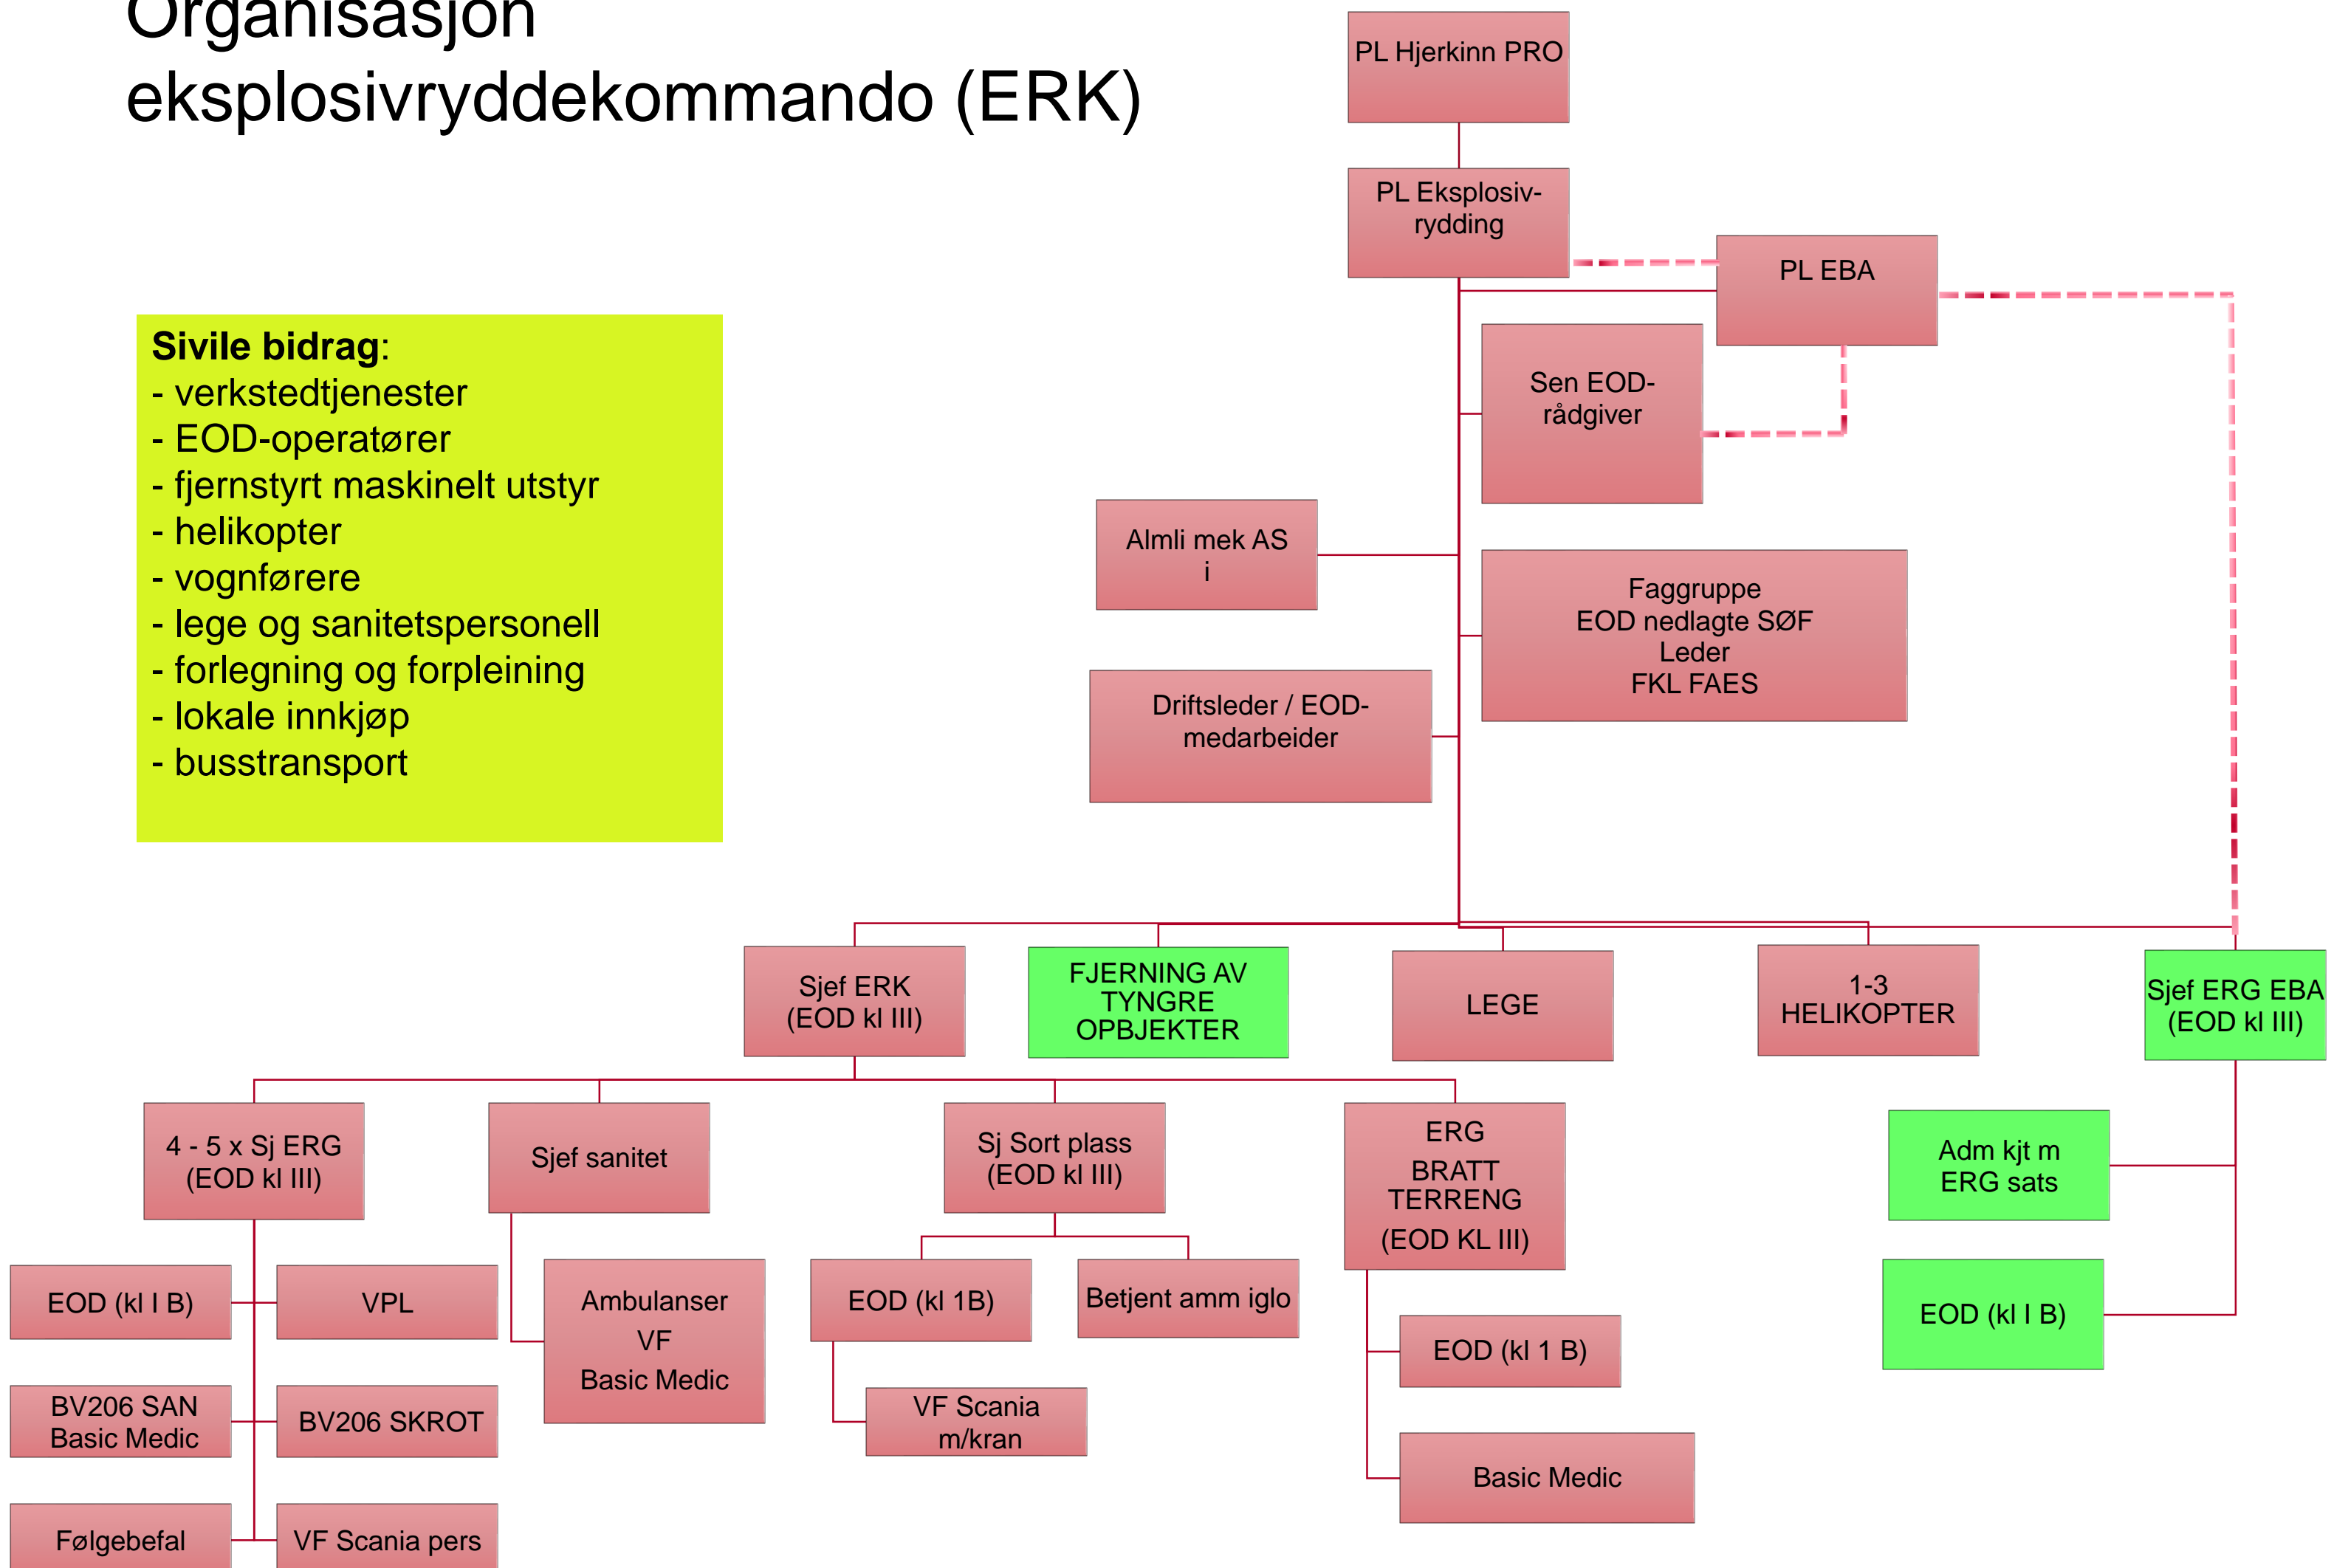 Organisasjon
eksplosivryddekommando (ERK)
PL Hjerkinn PRO
PL Eksplosiv-
rydding
PL EBA
Sivile bidrag:
- verkstedtjenester
- EOD-operatører
- fjernstyrt maskinelt utstyr
- helikopter
- vognførere
- lege og sanitetspersonell
- forlegning og forpleining
- lokale innkjøp
- busstransport
Sen EOD-
rådgiver
Almli mek AS
i
Faggruppe
EOD nedlagte SØF
Leder
FKL FAES
Driftsleder / EOD-
medarbeider
Sjef ERK
(EOD kl III)
FJERNING AV
TYNGRE
OPBJEKTER
LEGE
1-3
HELIKOPTER
Sjef ERG EBA
(EOD kl III)
4 - 5 x Sj ERG
(EOD kl III)
Sjef sanitet
Sj Sort plass
(EOD kl III)
ERG
BRATT
TERRENG
(EOD KL III)
Adm kjt m
ERG sats
EOD (kl I B)
VPL
Ambulanser
VF
Basic Medic
EOD (kl 1B)
Betjent amm iglo
EOD (kl 1 B)
EOD (kl I B)
BV206 SAN
Basic Medic
BV206 SKROT
VF Scania
m/kran
Basic Medic
Følgebefal
VF Scania pers